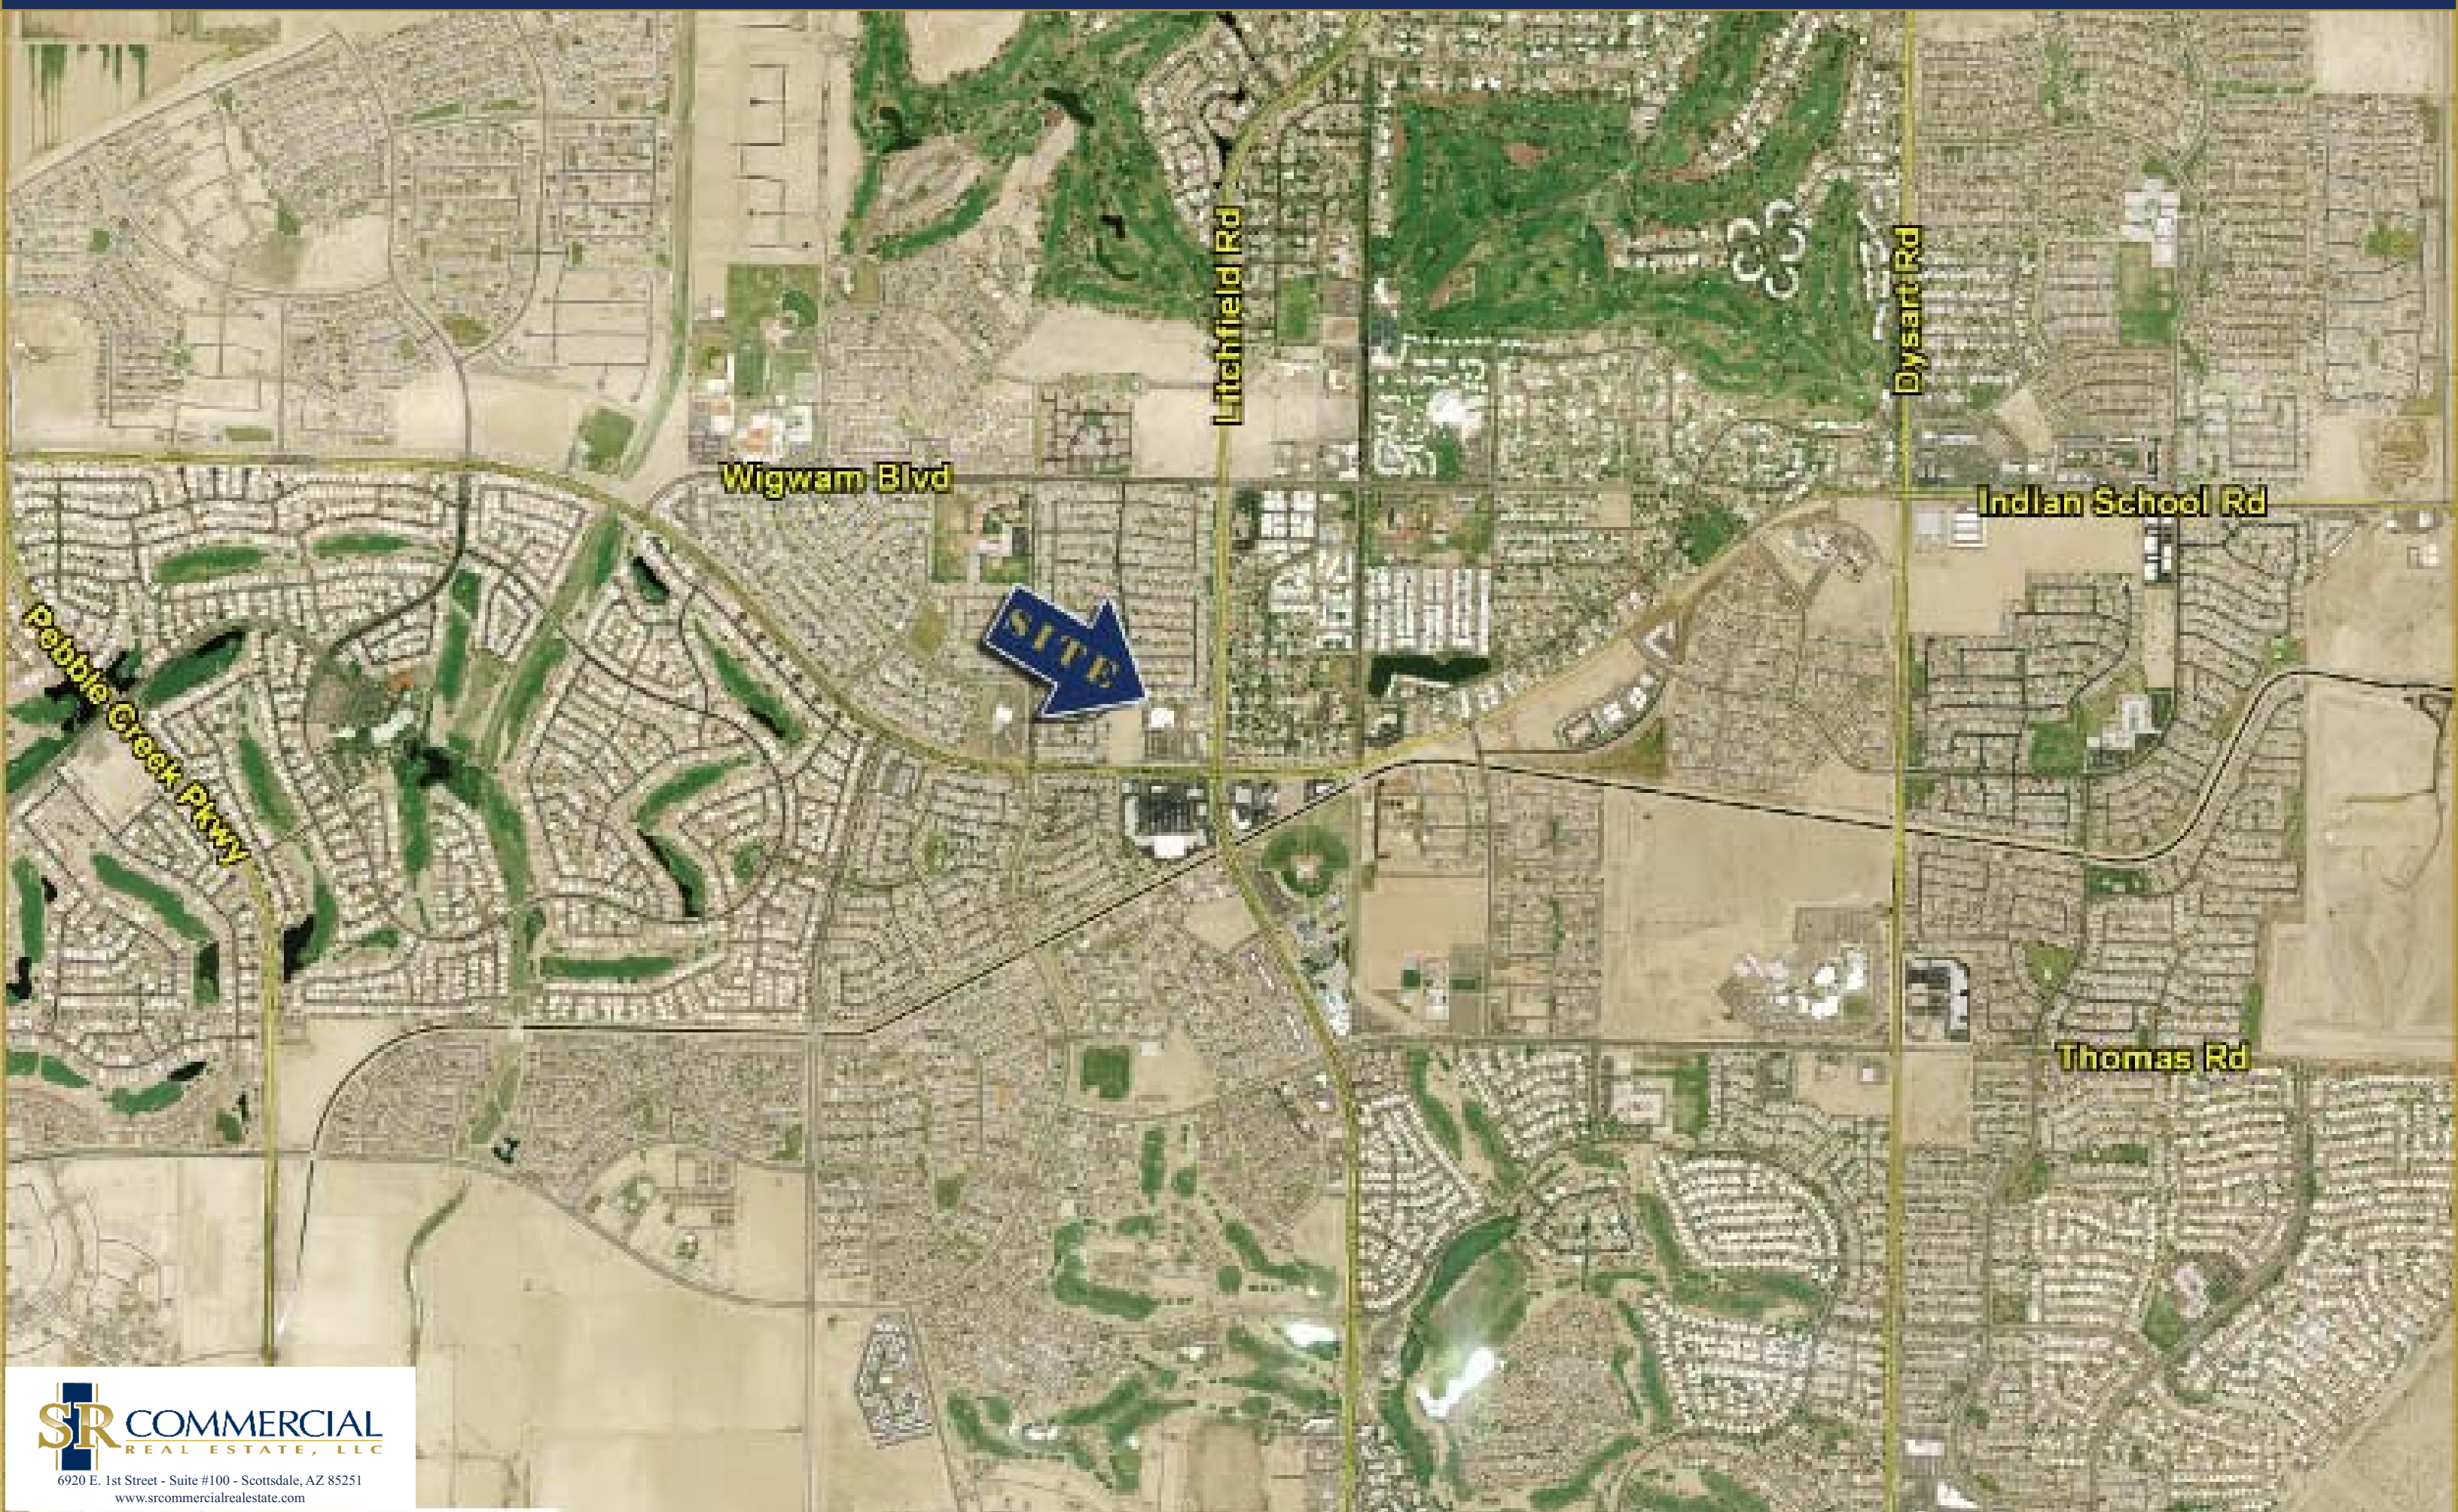 Litchfield Rd
Dysart Rd
Wigwam Blvd
Indian School Rd
SITE
Pebble Creek Pkwy
Thomas Rd
SR COMMERCIAL
REAL ESTATE, LLC
6920 E. 1st Street - Suite #100 - Scottsdale, AZ 85251
www.srcommercialrealestate.com